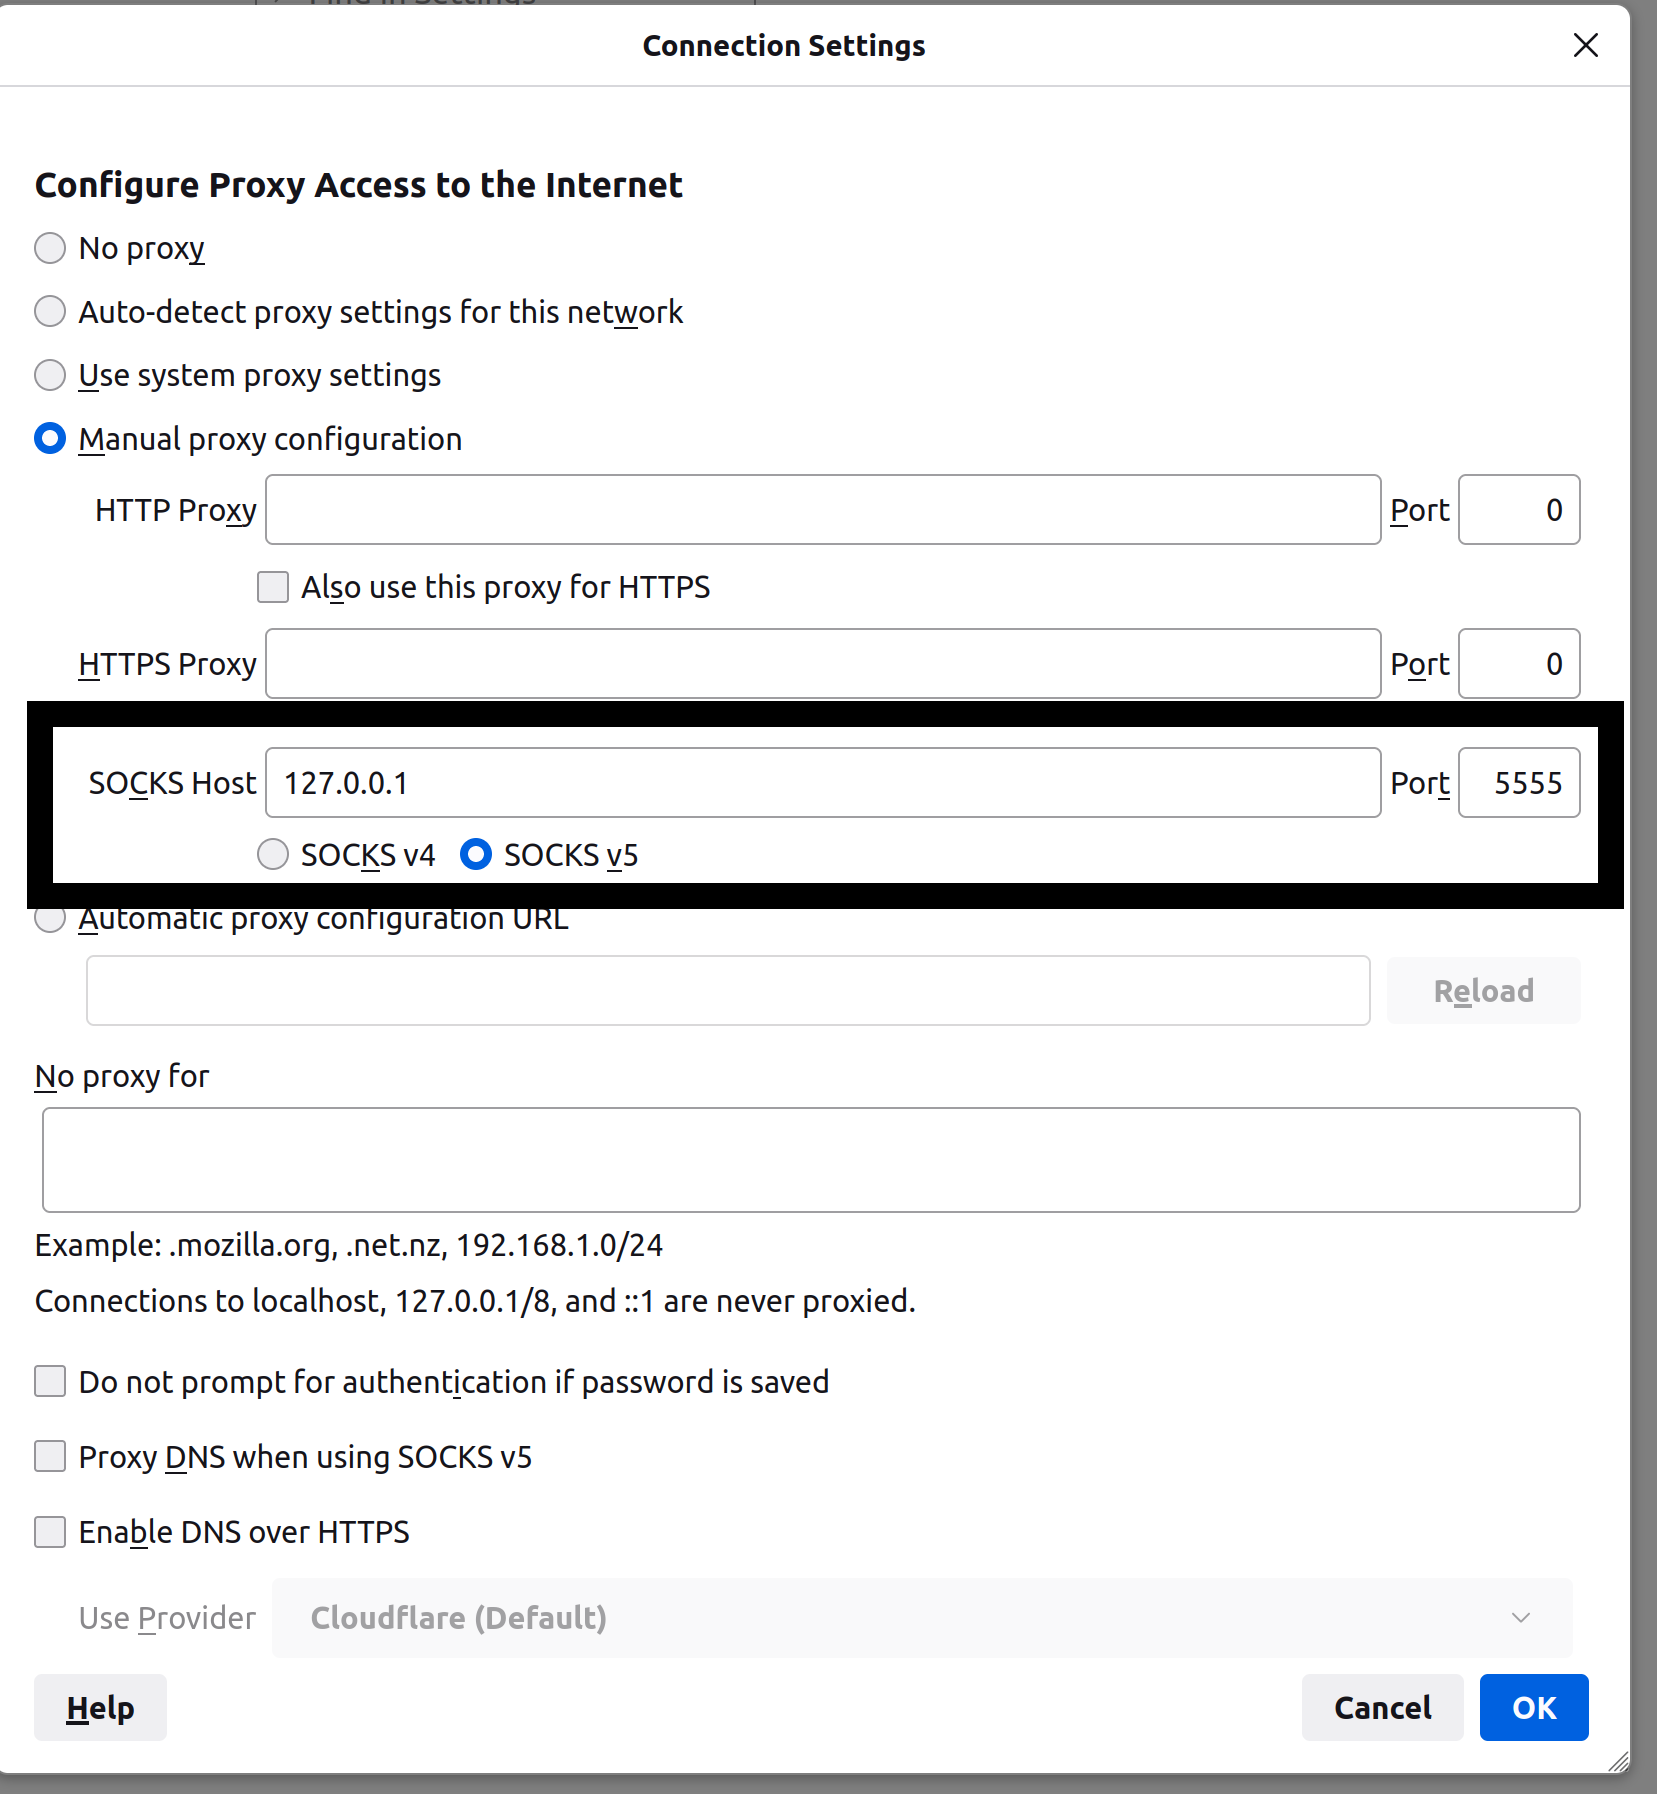 Connection Settings
Configure Proxy Access to the Internet
No proxy
Auto-detect proxy settings for this network
Use system proxy settings
Manual proxy configuration
HTTP Proxy Port 0
Also use this proxy for HTTPS
HTTPS Proxy Port 0
SOCKS Host 127.0.0.1 Port 5555
SOCKS v4 SOCKS v5
Automatic proxy configuration URL
Reload
No proxy for
Example: .mozilla.org, .net.nz, 192.168.1.0/24
Connections to localhost, 127.0.0.1/8, and ::1 are never proxied.
Do not prompt for authentication if password is saved
Proxy DNS when using SOCKS v5
Enable DNS over HTTPS
Use Provider Cloudflare (Default)
Help Cancel OK